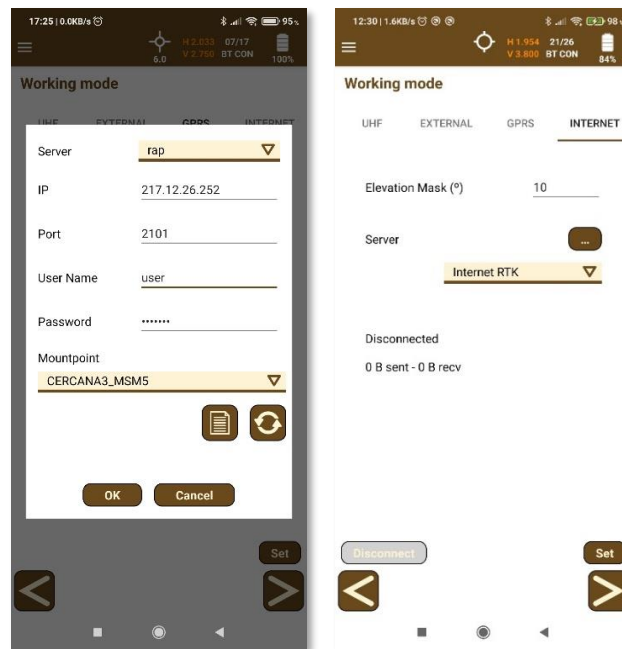 17:25 | 0.0KB/s
95%
6.0
H 2.033 07/17
V 2.750 BT CON
100%
Working mode
UHF EXTERNAL GPRS INTERNET
Server rap
IP 217.12.26.252
Port 2101
User Name user
Password •••••••
Mountpoint
CERCANA3_MSM5
OK Cancel
Set
12:30 | 1.6KB/s
98%
H 1.954 21/26
V 3.800 BT CON
84%
Working mode
UHF EXTERNAL GPRS INTERNET
Elevation Mask (º) 10
Server ...
Internet RTK
Disconnected
0 B sent - 0 B recv
Disconnect Set